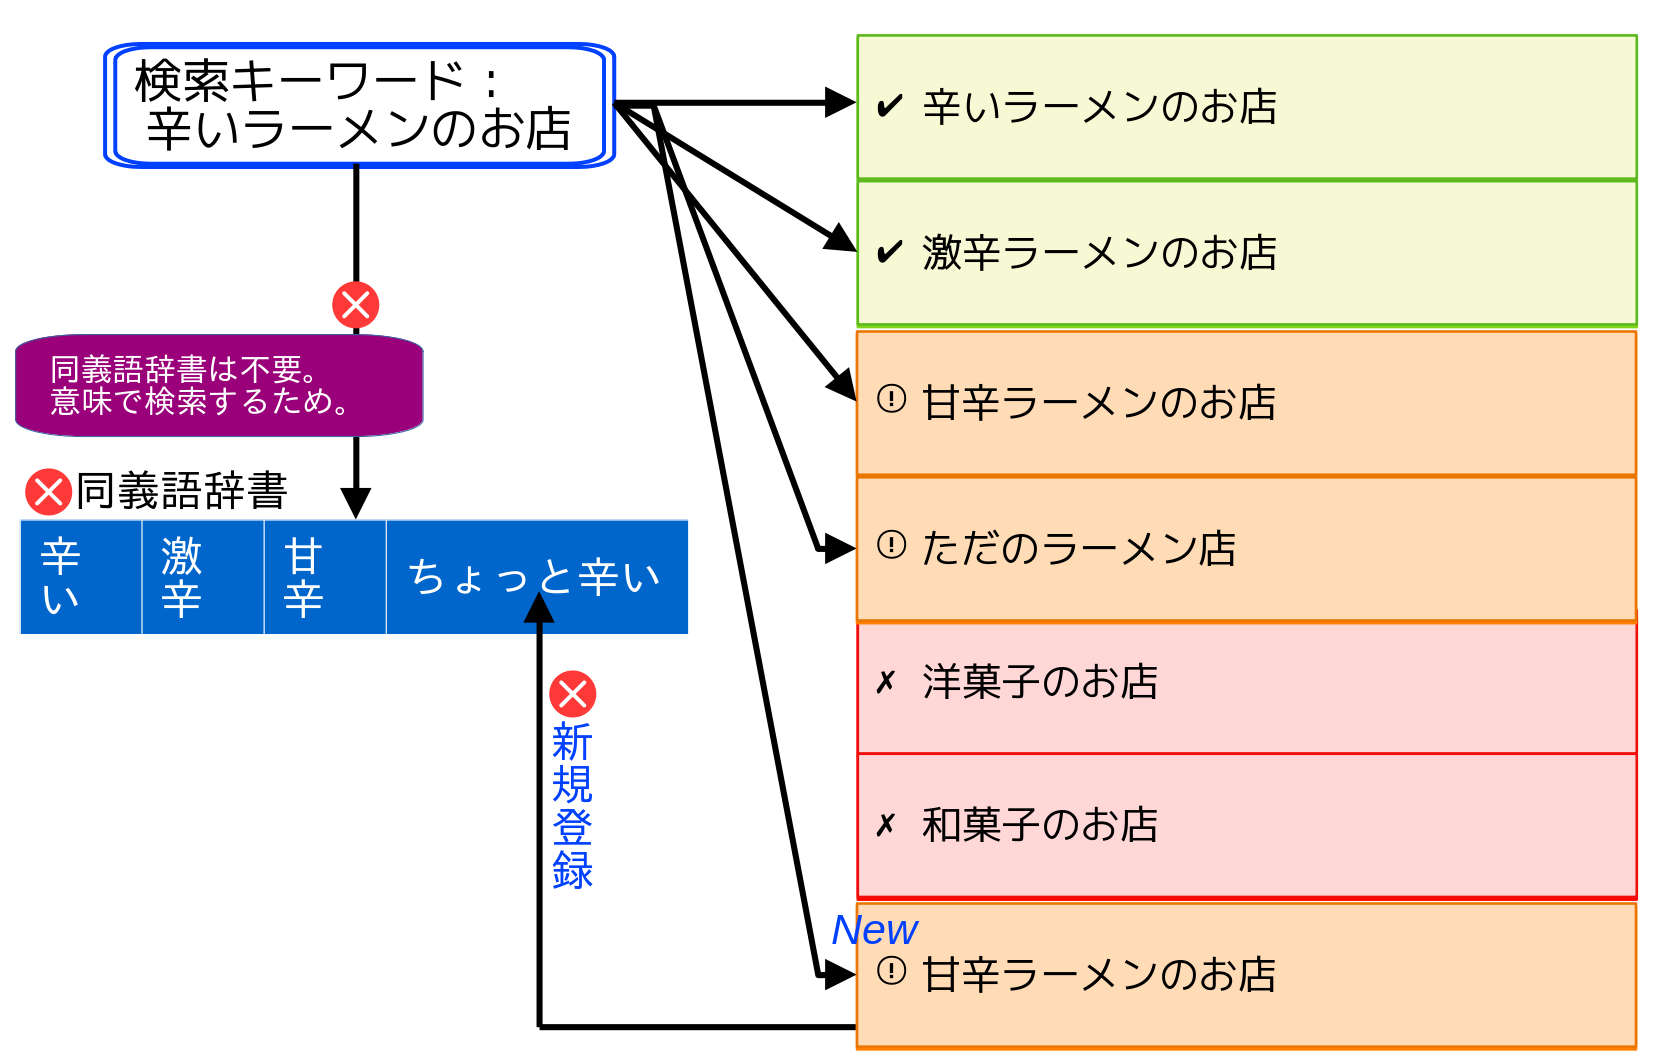 検索キーワード：
辛いラーメンのお店
✔ 辛いラーメンのお店
✔ 激辛ラーメンのお店
同義語辞書は不要。
意味で検索するため。
甘辛ラーメンのお店
同義語辞書
辛い
激辛
甘辛
ちょっと辛い
ただのラーメン店
✗ 洋菓子のお店
新規登録
✗ 和菓子のお店
New
甘辛ラーメンのお店